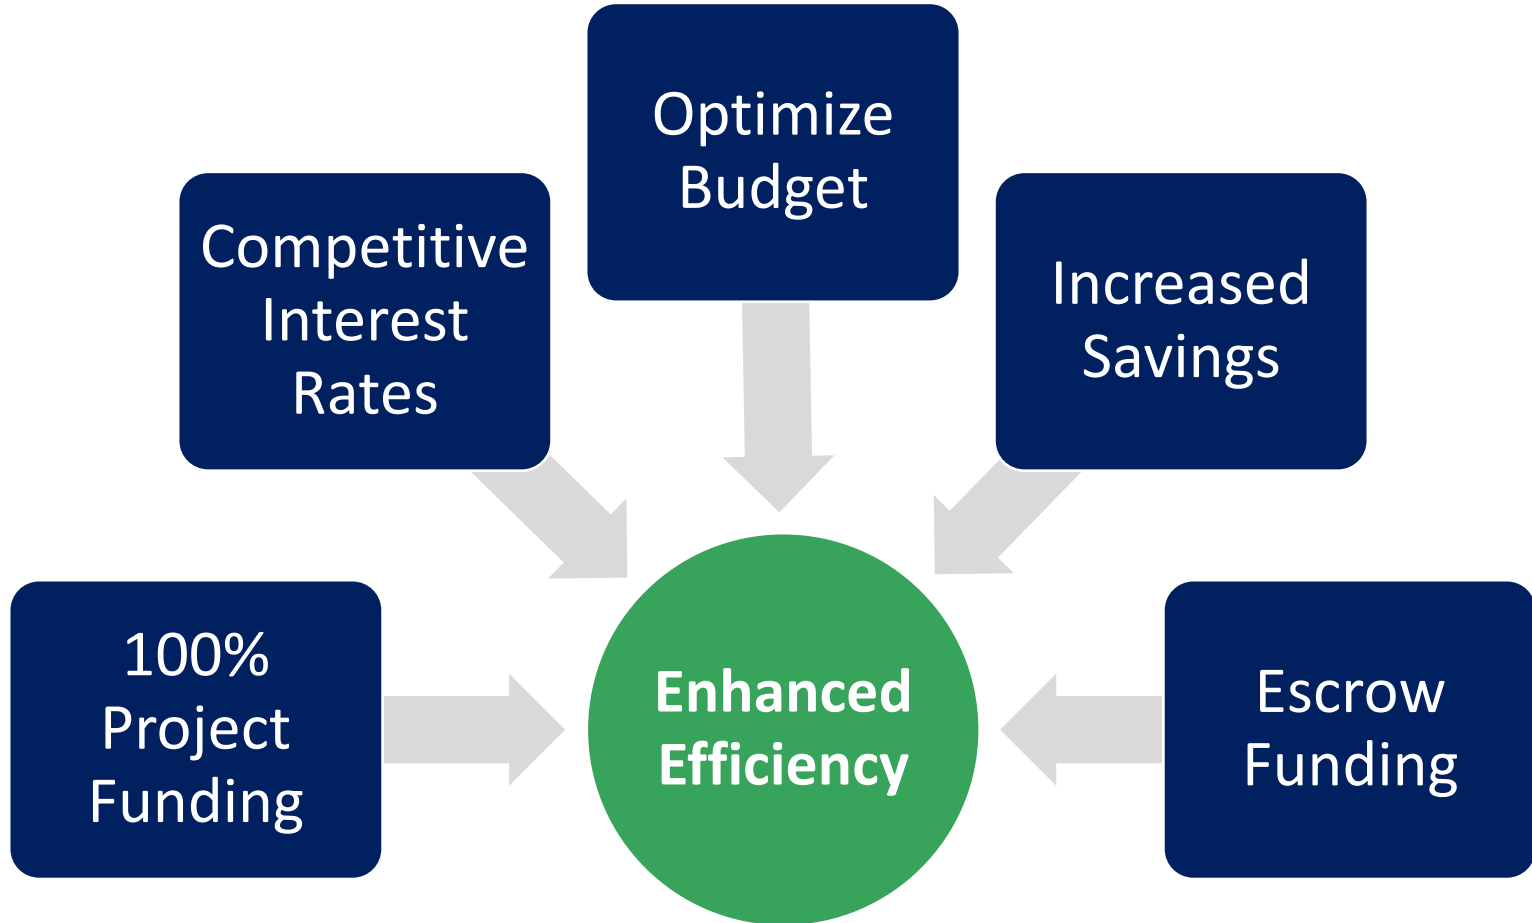 Optimize
Budget
Competitive
Interest
Rates
Increased
Savings
100%
Project
Funding
Enhanced
Efficiency
Escrow
Funding